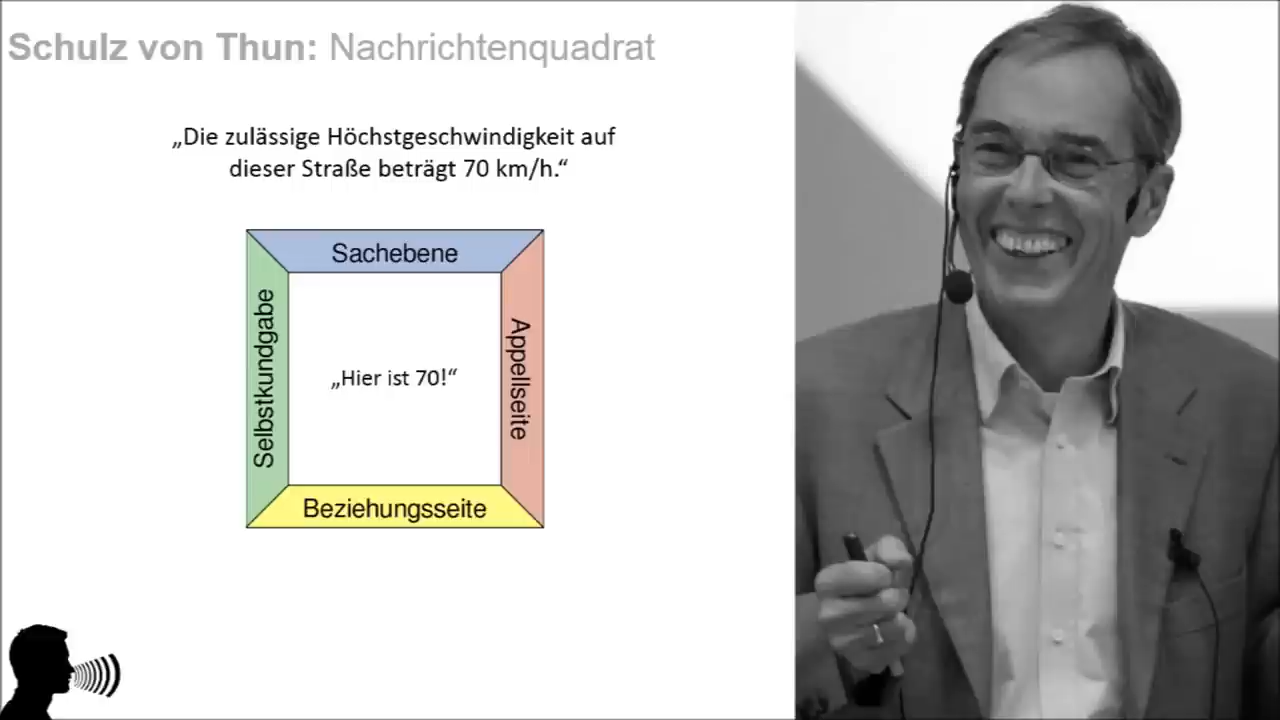 Schulz von Thun: Nachrichtenquadrat
„Die zulässige Höchstgeschwindigkeit auf
dieser Straße beträgt 70 km/h.“
Sachebene
Selbstkundgabe
„Hier ist 70!“
Appellseite
Beziehungsseite